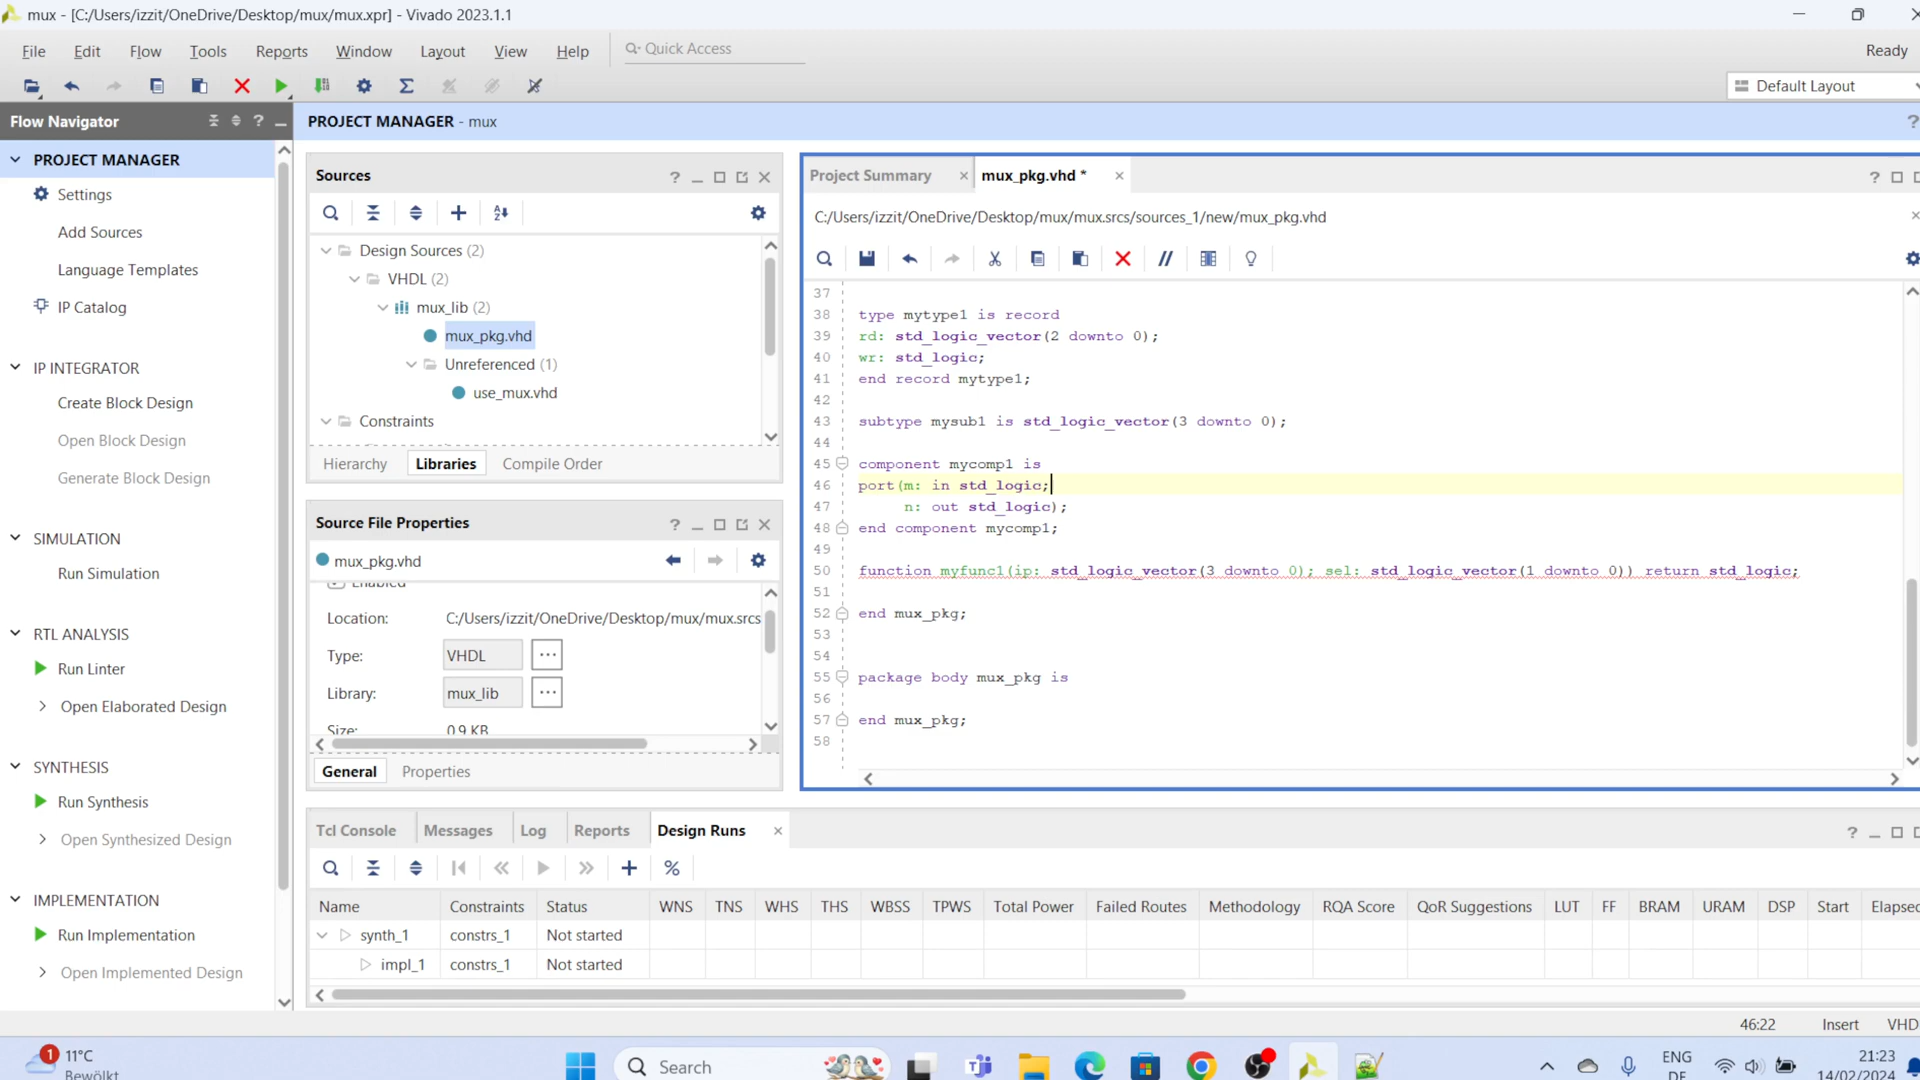 mux - [C:/Users/izzit/OneDrive/Desktop/mux/mux.xpr] - Vivado 2023.1.1
File Edit Flow Tools Reports Window Layout View Help Quick Access Ready
Default Layout
Flow Navigator
PROJECT MANAGER - mux
PROJECT MANAGER
Settings
Add Sources
Language Templates
IP Catalog
IP INTEGRATOR
Create Block Design
Open Block Design
Generate Block Design
SIMULATION
Run Simulation
RTL ANALYSIS
Run Linter
Open Elaborated Design
SYNTHESIS
Run Synthesis
Open Synthesized Design
IMPLEMENTATION
Run Implementation
Open Implemented Design
Sources
Design Sources (2)
VHDL (2)
mux_lib (2)
mux_pkg.vhd
Unreferenced (1)
use_mux.vhd
Constraints
Hierarchy Libraries Compile Order
Source File Properties
mux_pkg.vhd
Enabled
Location: C:/Users/izzit/OneDrive/Desktop/mux/mux.srcs
Type: VHDL
Library: mux_lib
Size: 0.9 KB
General Properties
Project Summary mux_pkg.vhd *
C:/Users/izzit/OneDrive/Desktop/mux/mux.srcs/sources_1/new/mux_pkg.vhd
37
38 type mytype1 is record
39 rd: std_logic_vector(2 downto 0);
40 wr: std_logic;
41 end record mytype1;
42
43 subtype mysub1 is std_logic_vector(3 downto 0);
44
45 component mycomp1 is
46 port(m: in std_logic;
47 n: out std_logic);
48 end component mycomp1;
49
50 function myfunc1(ip: std_logic_vector(3 downto 0); sel: std_logic_vector(1 downto 0)) return std_logic;
51
52 end mux_pkg;
53
54
55 package body mux_pkg is
56
57 end mux_pkg;
58
Tcl Console Messages Log Reports Design Runs
Name Constraints Status WNS TNS WHS THS WBSS TPWS Total Power Failed Routes Methodology RQA Score QoR Suggestions LUT FF BRAM URAM DSP Start Elapsed
synth_1 constrs_1 Not started
impl_1 constrs_1 Not started
46:22 Insert VHD
1 11°C
Bewölkt
Search
ENG
DE
21:23
14/02/2024